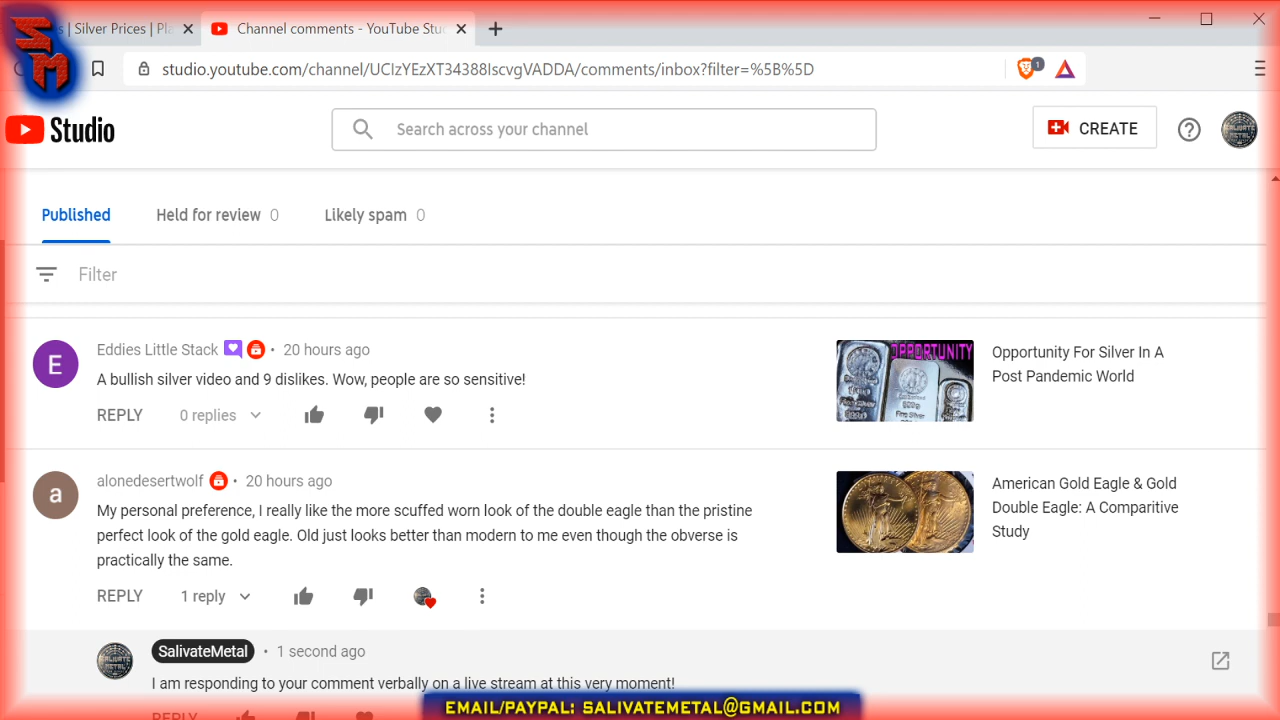 SM
| Silver Prices | Pla
Channel comments - YouTube Stu
studio.youtube.com/channel/UCIzYEzXT34388IscvgVADDA/comments/inbox?filter=%5B%5D
1
Studio
Search across your channel
CREATE
Published
Held for review 0
Likely spam 0
Filter
E
Eddies Little Stack • 20 hours ago
A bullish silver video and 9 dislikes. Wow, people are so sensitive!
REPLY 0 replies
OPPORTUNITY
Opportunity For Silver In A
Post Pandemic World
a
alonedesertwolf • 20 hours ago
My personal preference, I really like the more scuffed worn look of the double eagle than the pristine
perfect look of the gold eagle. Old just looks better than modern to me even though the obverse is
practically the same.
REPLY 1 reply
American Gold Eagle & Gold
Double Eagle: A Comparitive
Study
SalivateMetal • 1 second ago
I am responding to your comment verbally on a live stream at this very moment!
REPLY
EMAIL/PAYPAL: SALIVATEMETAL@GMAIL.COM